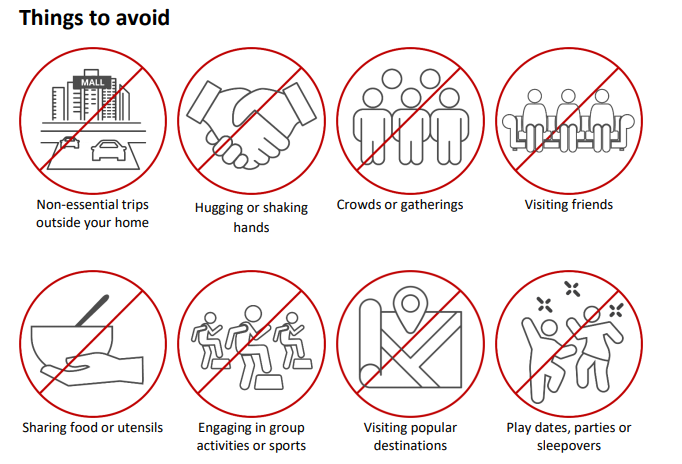 Things to avoid
MALL
Non-essential trips
outside your home
Hugging or shaking
hands
Crowds or gatherings
Visiting friends
Sharing food or utensils
Engaging in group
activities or sports
Visiting popular
destinations
Play dates, parties or
sleepovers